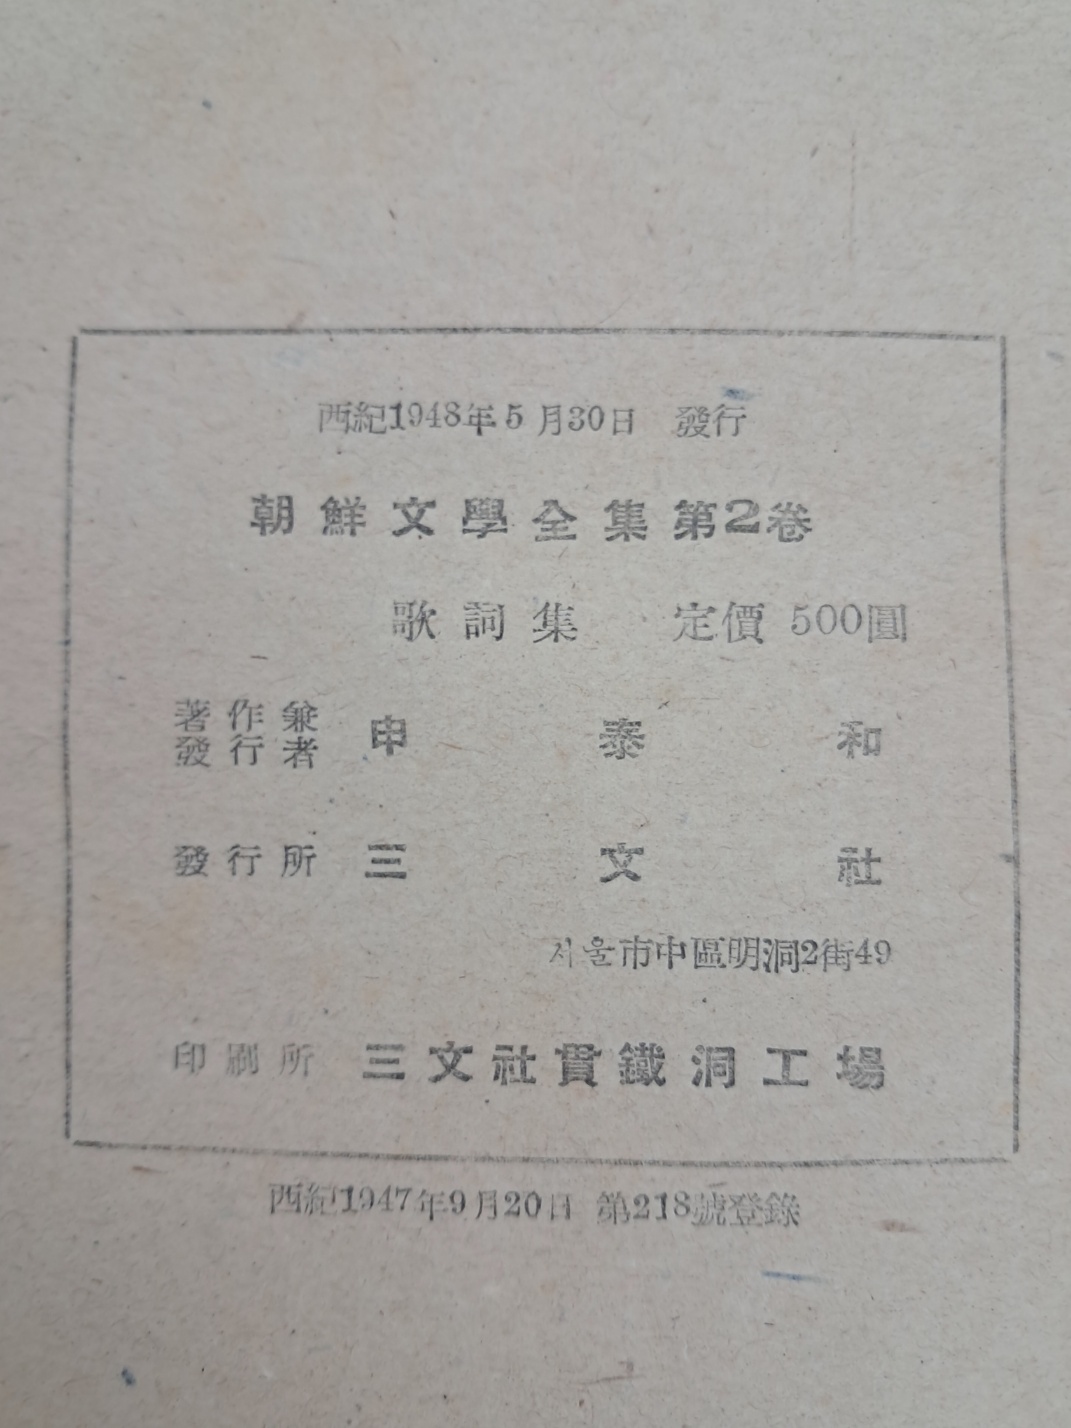 西紀1948年5月30日 發行
朝鮮文學全集第2卷
歌詞集 定價 500圓
著作兼
發行者 申泰和
發行所 三文社
서울市中區明洞2街49
印刷所 三文社貫鐵洞工場
西紀1947年9月20日 第218號登錄